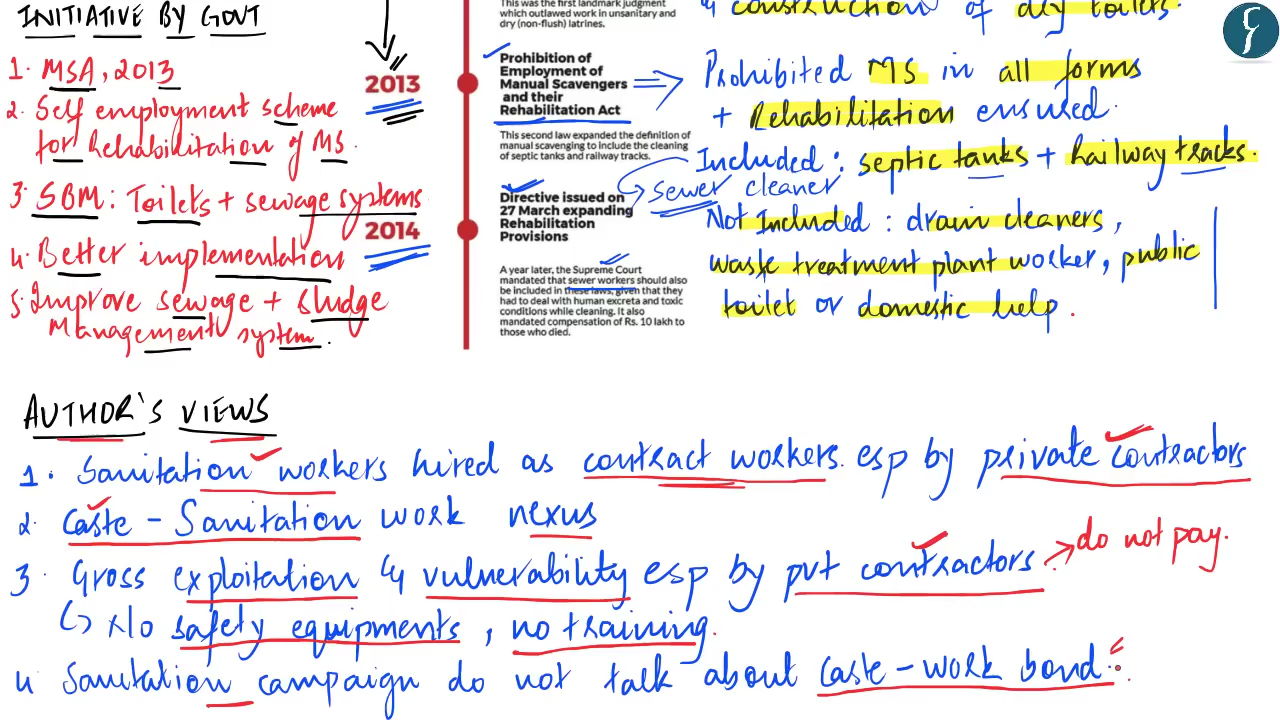 INITIATIVE BY GOVT
1. MSA, 2013
2. Self employment scheme
for Rehabilitation of MS.
3. SBM: Toilets + sewage systems
4. Better implementation
5. Improve sewage + sludge
Management system.
2013
2014
This was the first landmark judgment
which outlawed work in unsanitary and
dry (non-flush) latrines.
Prohibition of
Employment of
Manual Scavengers
and their
Rehabilitation Act
This second law expanded the definition of
manual scavenging to include the cleaning
of septic tanks and railway tracks.
Directive issued on
27 March expanding
Rehabilitation
Provisions
A year later, the Supreme Court
mandated that sewer workers should also
be included in these laws, given that they
had to deal with human excreta and toxic
conditions while cleaning. It also
mandated compensation of Rs. 10 lakh to
those who died.
& construction of dry toilets.
Prohibited MS in all forms
+ Rehabilitation ensured.
Included: septic tanks + railway tracks.
sewer cleaner
Not Included: drain cleaners,
waste treatment plant worker, public
toilet or domestic help.
AUTHOR'S VIEWS
1. Sanitation workers hired as contract workers. esp by private contractors
2. Caste - Sanitation work nexus
3 Gross exploitation & vulnerability esp by pvt contractors. → do not pay.
↳ x/o safety equipments, no training.
4 Sanitation campaign do not talk about caste - work bond.